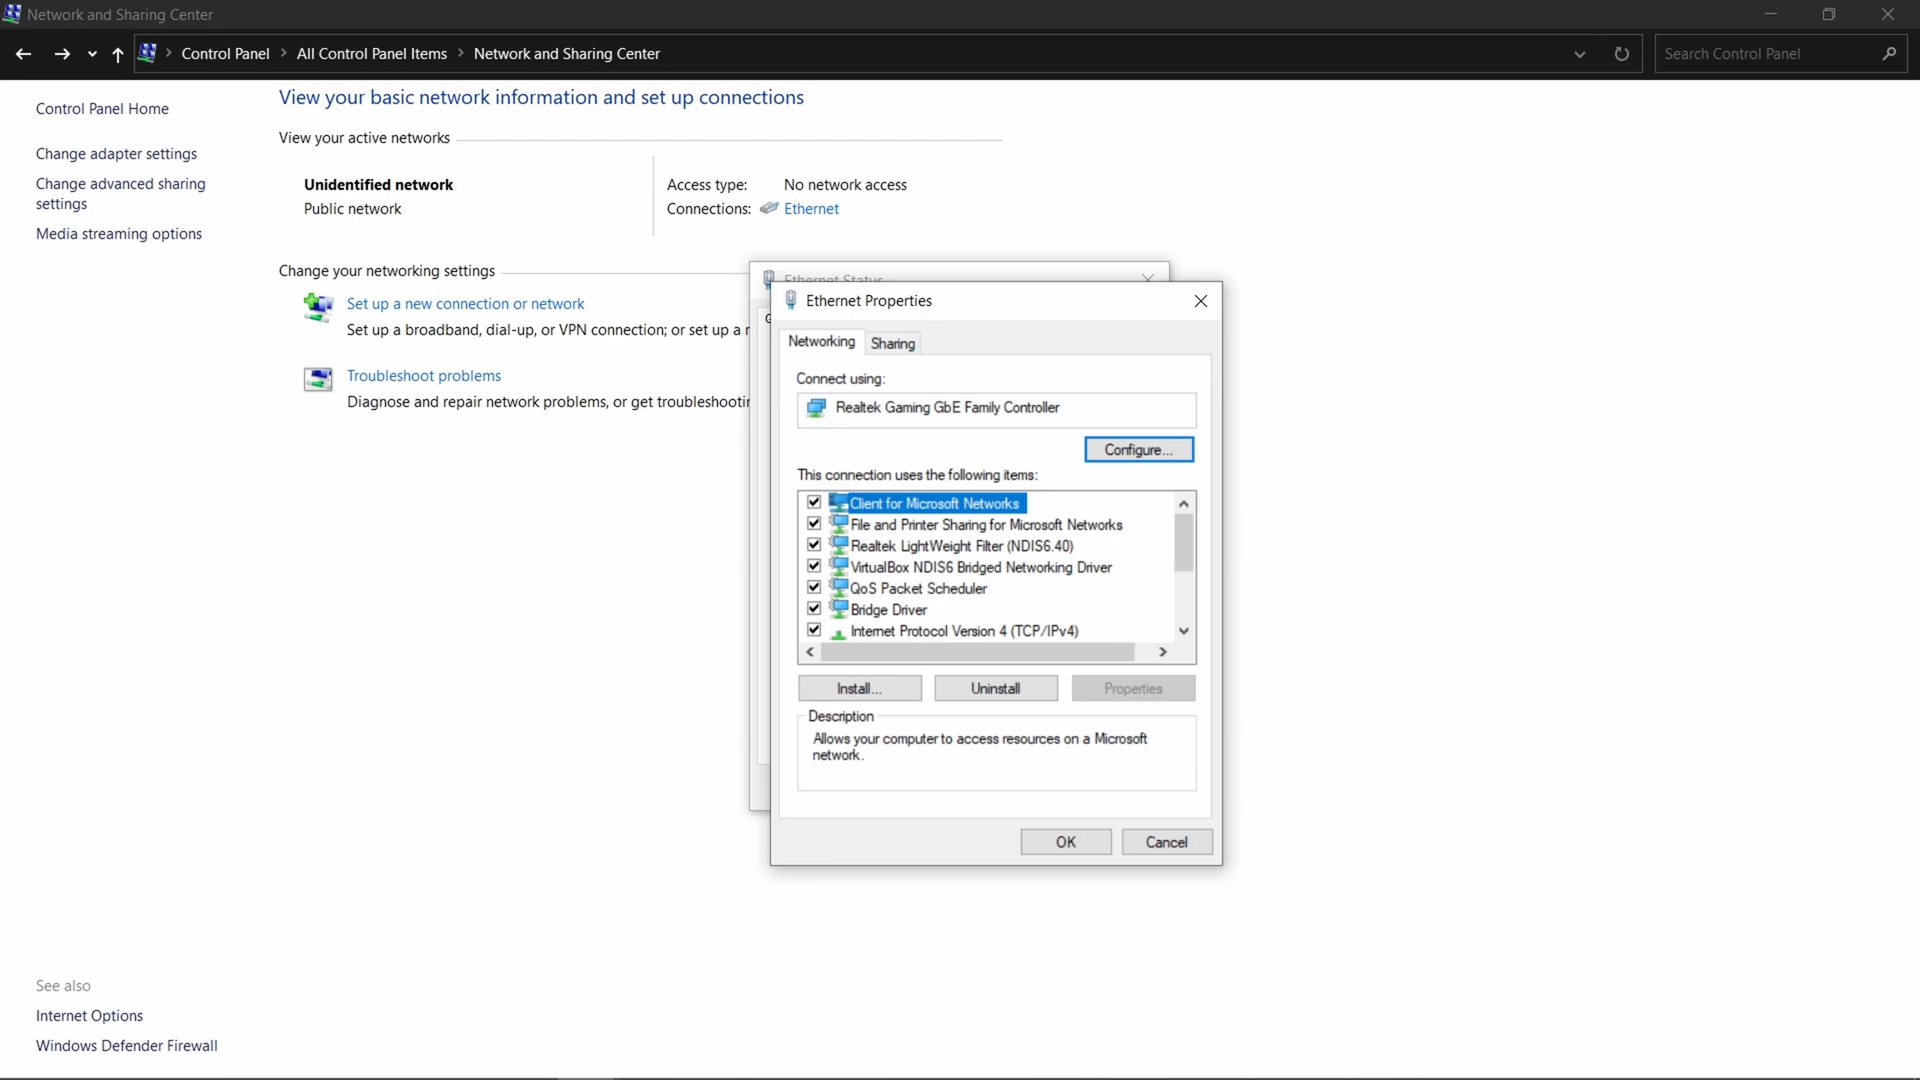 Network and Sharing Center
Control Panel
All Control Panel Items
Network and Sharing Center
Search Control Panel
Control Panel Home
Change adapter settings
Change advanced sharing
settings
Media streaming options
View your basic network information and set up connections
View your active networks
Unidentified network
Public network
Access type: No network access
Connections: Ethernet
Change your networking settings
Set up a new connection or network
Set up a broadband, dial-up, or VPN connection; or set up a r
Troubleshoot problems
Diagnose and repair network problems, or get troubleshootin
Ethernet Status
Ethernet Properties
Networking
Sharing
Connect using:
Realtek Gaming GbE Family Controller
Configure...
This connection uses the following items:
Client for Microsoft Networks
File and Printer Sharing for Microsoft Networks
Realtek LightWeight Filter (NDIS6.40)
VirtualBox NDIS6 Bridged Networking Driver
QoS Packet Scheduler
Bridge Driver
Internet Protocol Version 4 (TCP/IPv4)
Install...
Uninstall
Properties
Description
Allows your computer to access resources on a Microsoft
network.
OK
Cancel
See also
Internet Options
Windows Defender Firewall